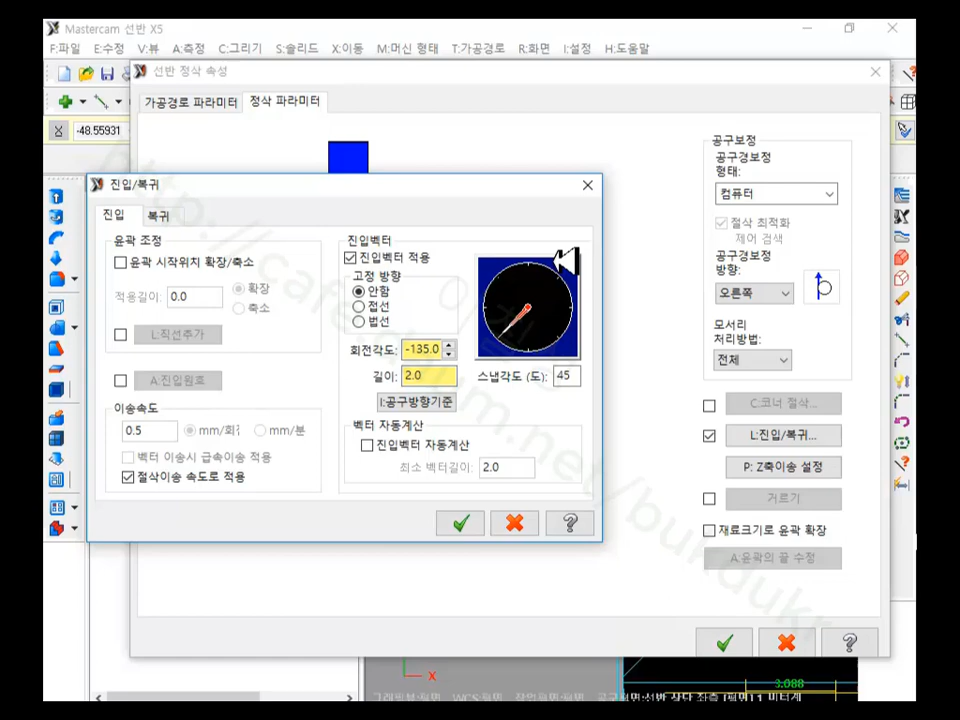 Mastercam 선반 X5
F:파일 E:수정 V:뷰 A:측정 C:그리기 S:솔리드 X:이동 M:머신 형태 T:가공경로 R:화면 I:설정 H:도움말
선반 정삭 속성
가공경로 파라미터 정삭 파라미터
-48.55931
공구보정
공구경보정
형태:
컴퓨터
절삭 최적화
제어 검색
공구경보정
방향:
오른쪽
모서리
처리방법:
전체
C:코너 절삭...
L:진입/복귀...
P: Z축이송 설정
거르기
재료크기로 윤곽 확장
A:윤곽의 끝 수정
진입/복귀
진입 복귀
윤곽 조정
윤곽 시작위치 확장/축소
적용길이: 0.0
확장
축소
L:직선추가
A:진입원호
이송속도
0.5 mm/회전 mm/분
벡터 이송시 급속이송 적용
절삭이송 속도로 적용
진입벡터
진입벡터 적용
고정 방향
안함
접선
법선
회전각도: -135.0
길이: 2.0
스냅각도 (도): 45
I:공구방향기준
벡터 자동계산
진입벡터 자동계산
최소 벡터길이: 2.0
X
3.088